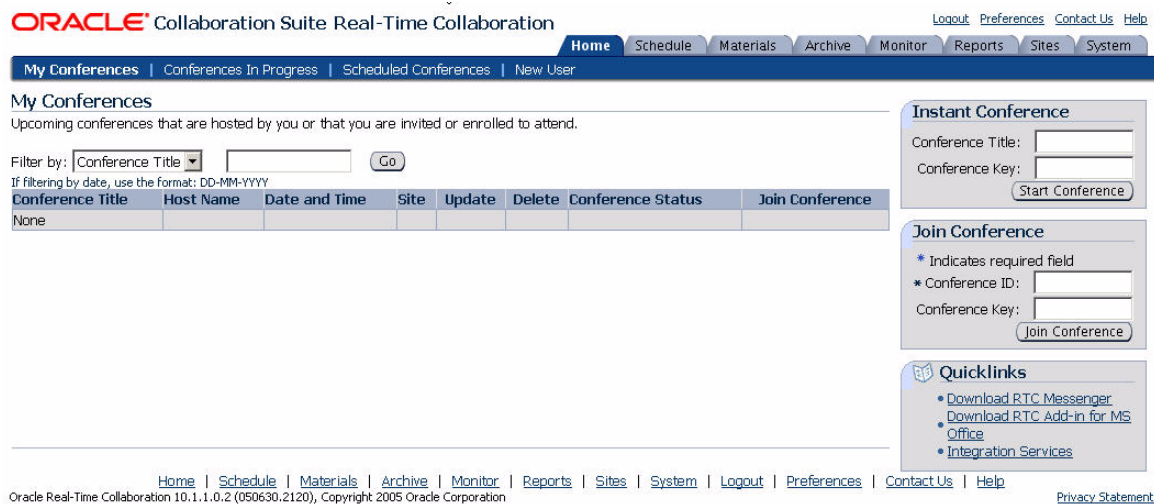 ORACLE Collaboration Suite Real-Time Collaboration
Logout Preferences Contact Us Help
Home Schedule Materials Archive Monitor Reports Sites System
My Conferences | Conferences In Progress | Scheduled Conferences | New User
My Conferences
Upcoming conferences that are hosted by you or that you are invited or enrolled to attend.
Filter by: Conference Title Go
If filtering by date, use the format: DD-MM-YYYY
Conference Title Host Name Date and Time Site Update Delete Conference Status Join Conference
None
Instant Conference
Conference Title:
Conference Key:
Start Conference
Join Conference
* Indicates required field
* Conference ID:
Conference Key:
Join Conference
Quicklinks
• Download RTC Messenger
• Download RTC Add-in for MS
Office
• Integration Services
Home | Schedule | Materials | Archive | Monitor | Reports | Sites | System | Logout | Preferences | Contact Us | Help
Oracle Real-Time Collaboration 10.1.1.0.2 (050630.2120), Copyright 2005 Oracle Corporation
Privacy Statement